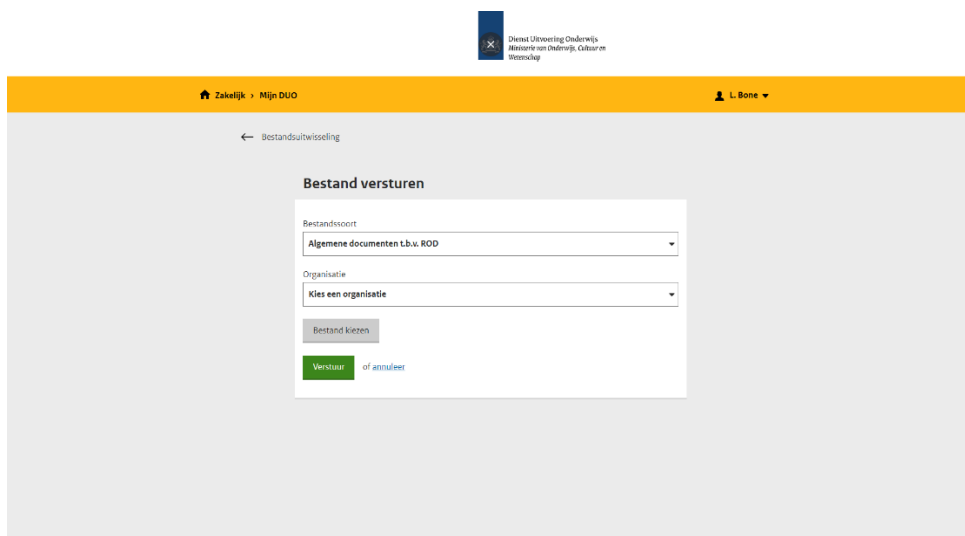 Dienst Uitvoering Onderwijs
Ministerie van Onderwijs, Cultuur en
Wetenschap
Zakelijk > Mijn DUO
L. Bone
Bestandsuitwisseling
Bestand versturen
Bestandssoort
Algemene documenten t.b.v. ROD
Organisatie
Kies een organisatie
Bestand kiezen
Verstuur of annuleer